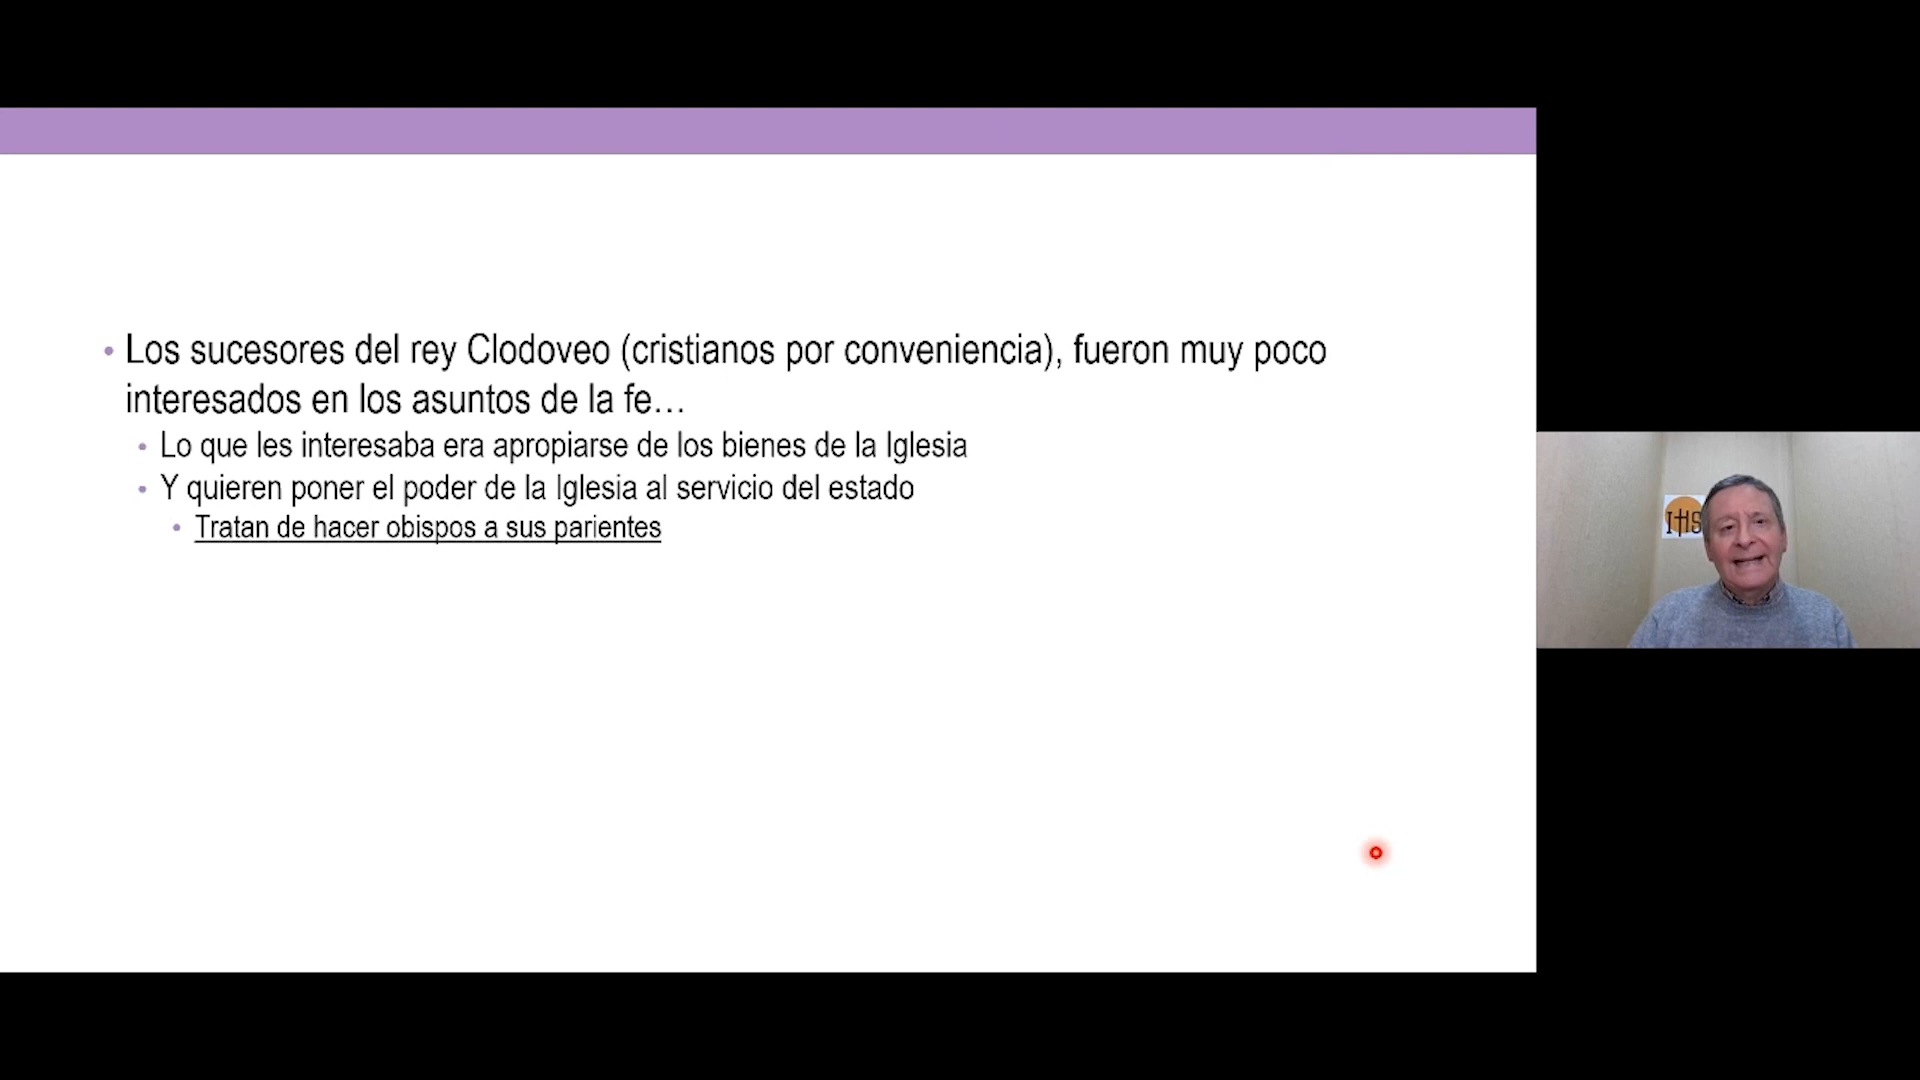 Los sucesores del rey Clodoveo (cristianos por conveniencia), fueron muy poco
interesados en los asuntos de la fe…
Lo que les interesaba era apropiarse de los bienes de la Iglesia
Y quieren poner el poder de la Iglesia al servicio del estado
Tratan de hacer obispos a sus parientes
IHS